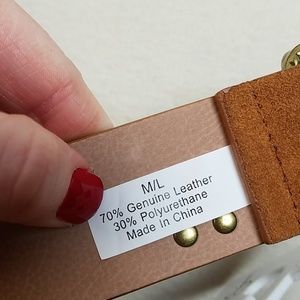 M/L
70% Genuine Leather
30% Polyurethane
Made In China